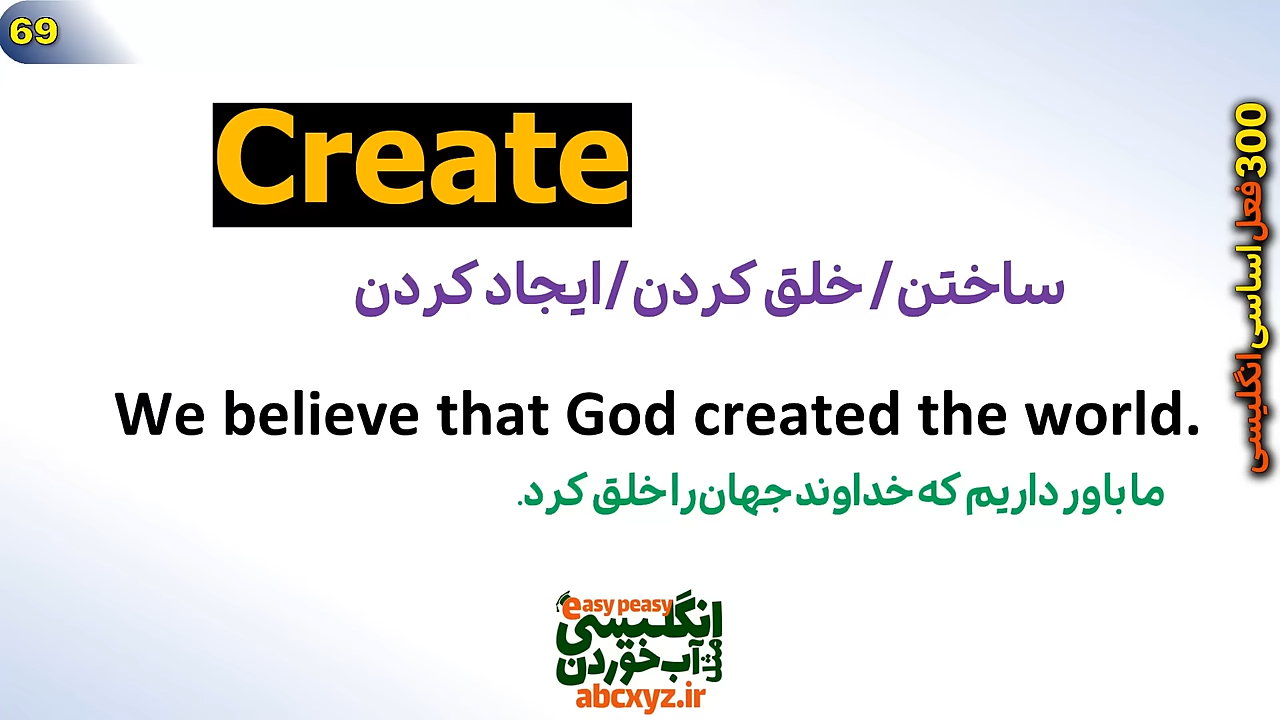 69
Create
ساختن/ خلق کردن/ایجاد کردن
We believe that God created the world.
ما باور داریم که خداوند جهان را خلق کرد.
300 فعل اساسی انگلیسی
easy peasy
انگلیسی
مثل آب خوردن
abcxyz.ir